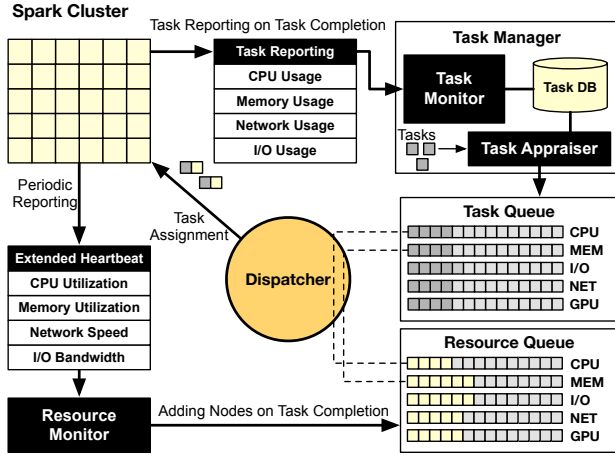 Spark Cluster
Task Reporting on Task Completion
Task Reporting
CPU Usage
Memory Usage
Network Usage
I/O Usage
Task Manager
Task
Monitor
Task DB
Tasks
Task Appraiser
Periodic
Reporting
Task
Assignment
Dispatcher
Extended Heartbeat
CPU Utilization
Memory Utilization
Network Speed
I/O Bandwidth
Task Queue
CPU
MEM
I/O
NET
GPU
Resource Queue
CPU
MEM
I/O
NET
GPU
Resource
Monitor
Adding Nodes on Task Completion